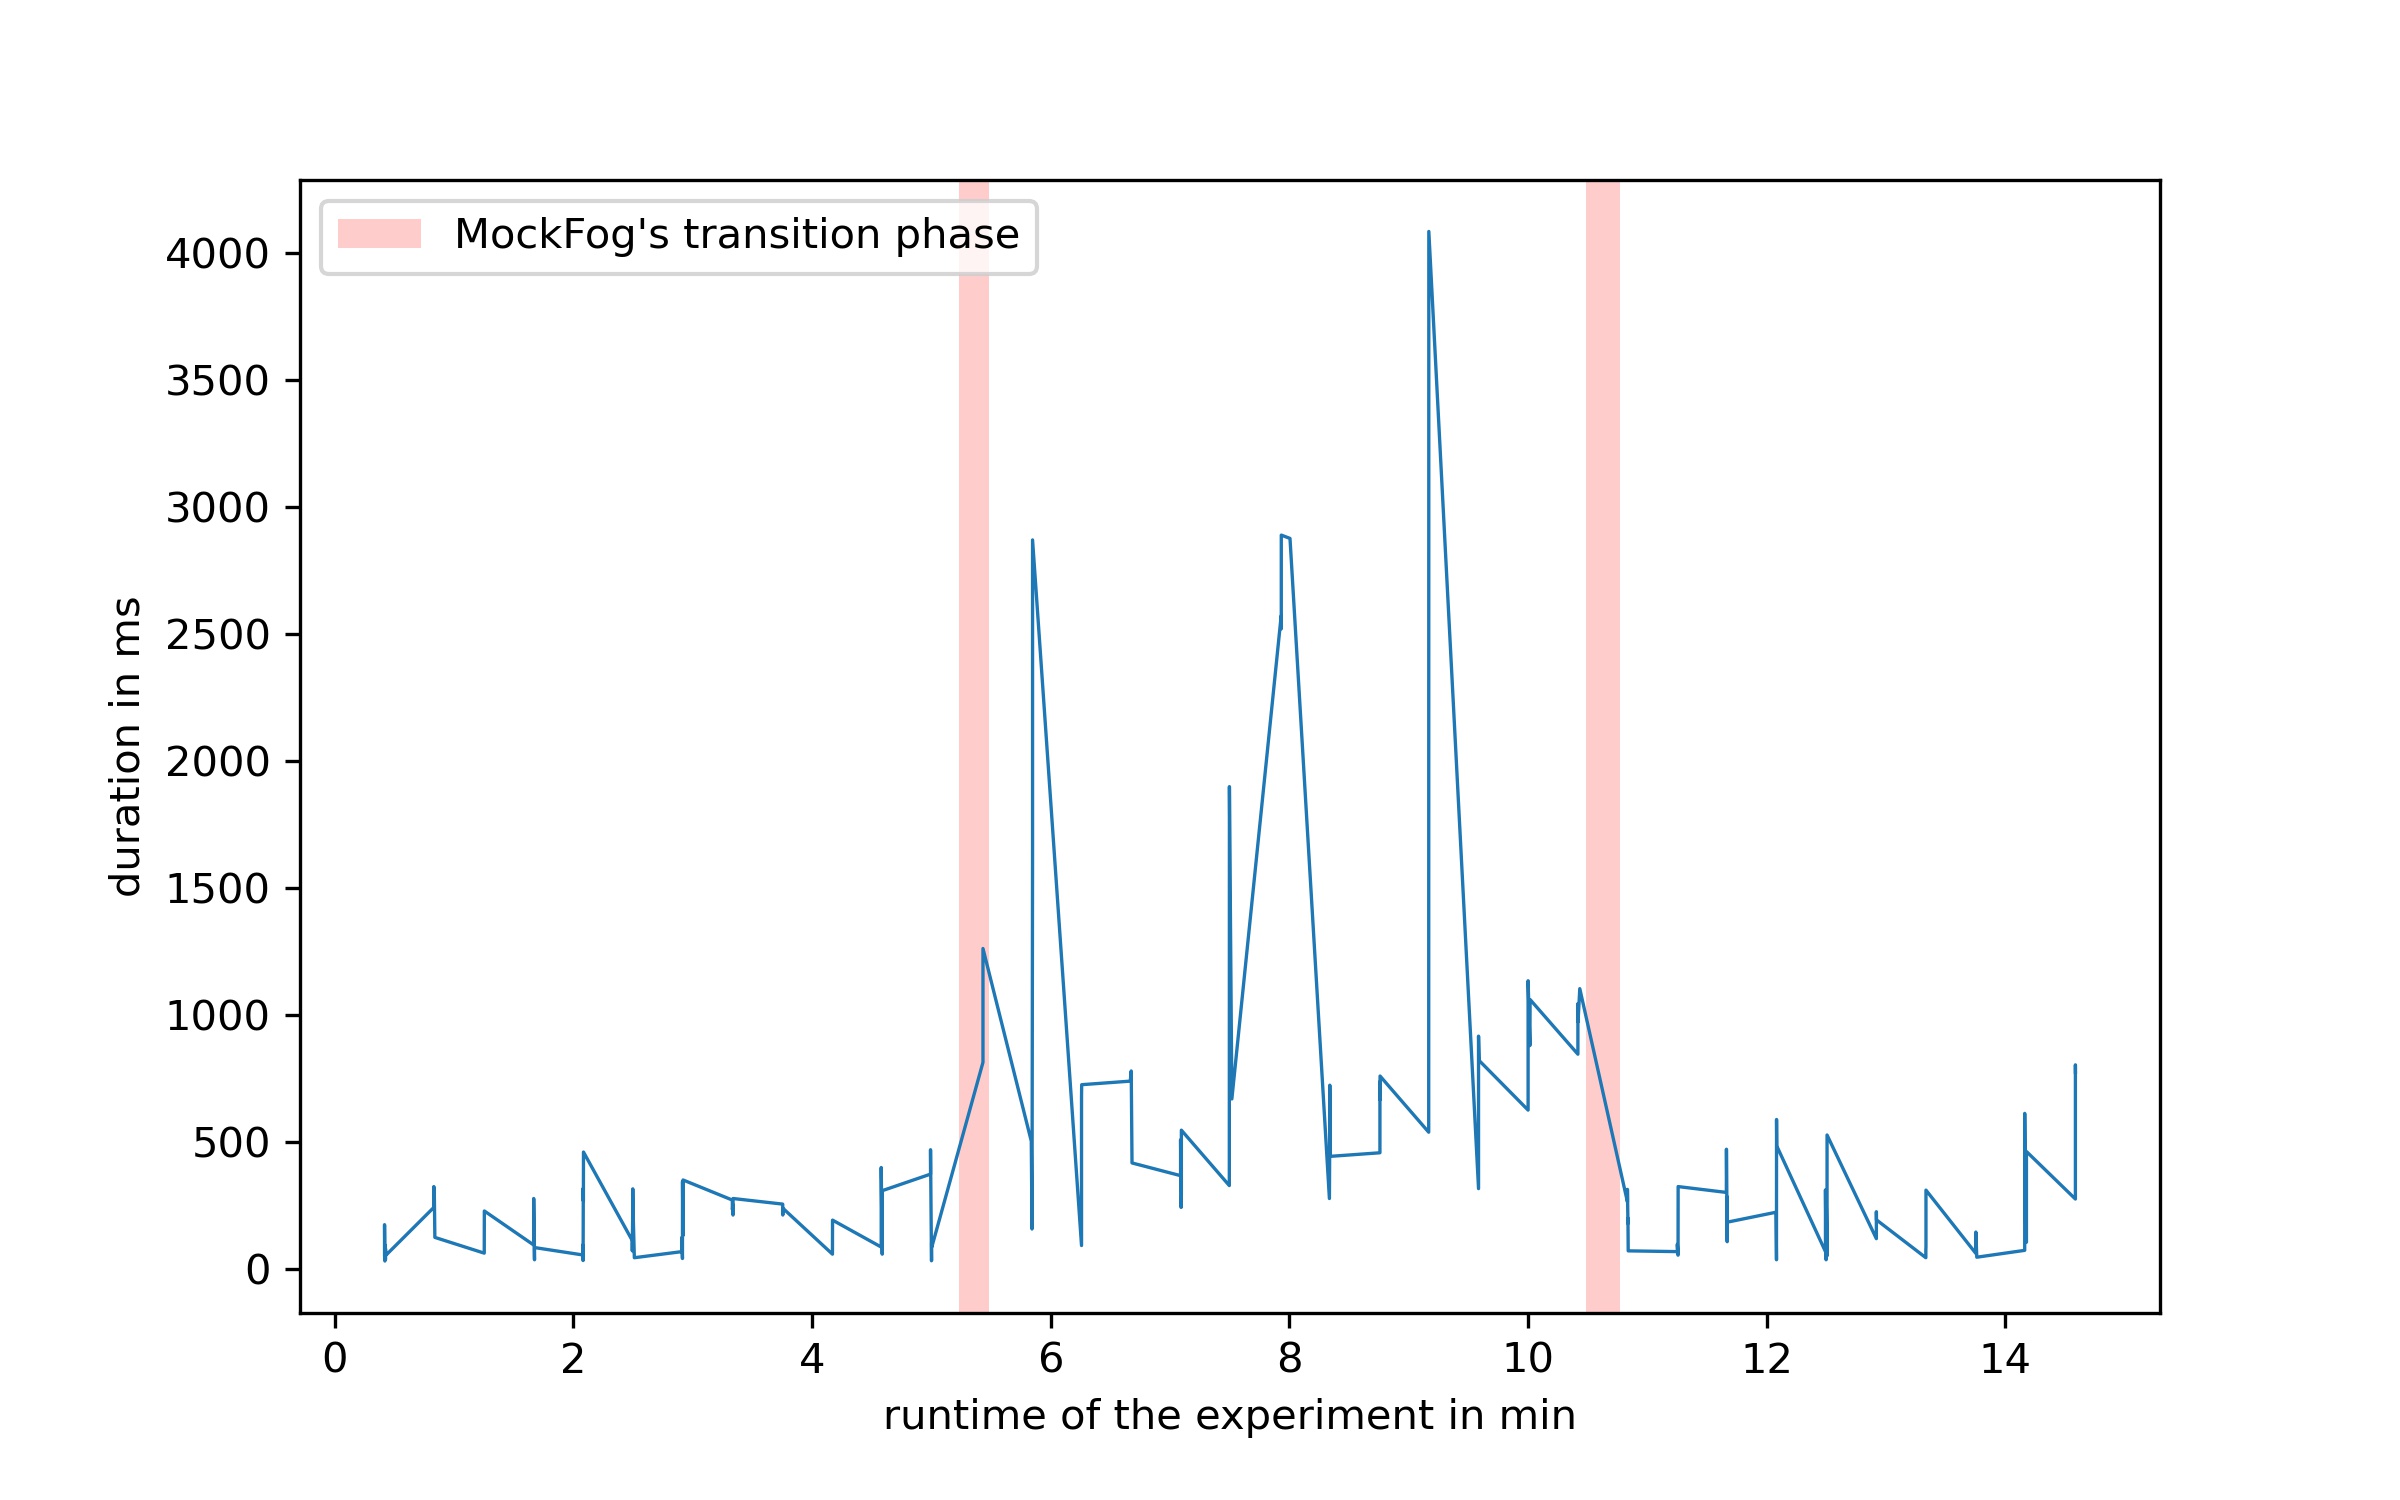 MockFog's transition phase
4000
3500
3000
2500
2000
1500
1000
500
0
duration in ms
0 2 4 6 8 10 12 14
runtime of the experiment in min